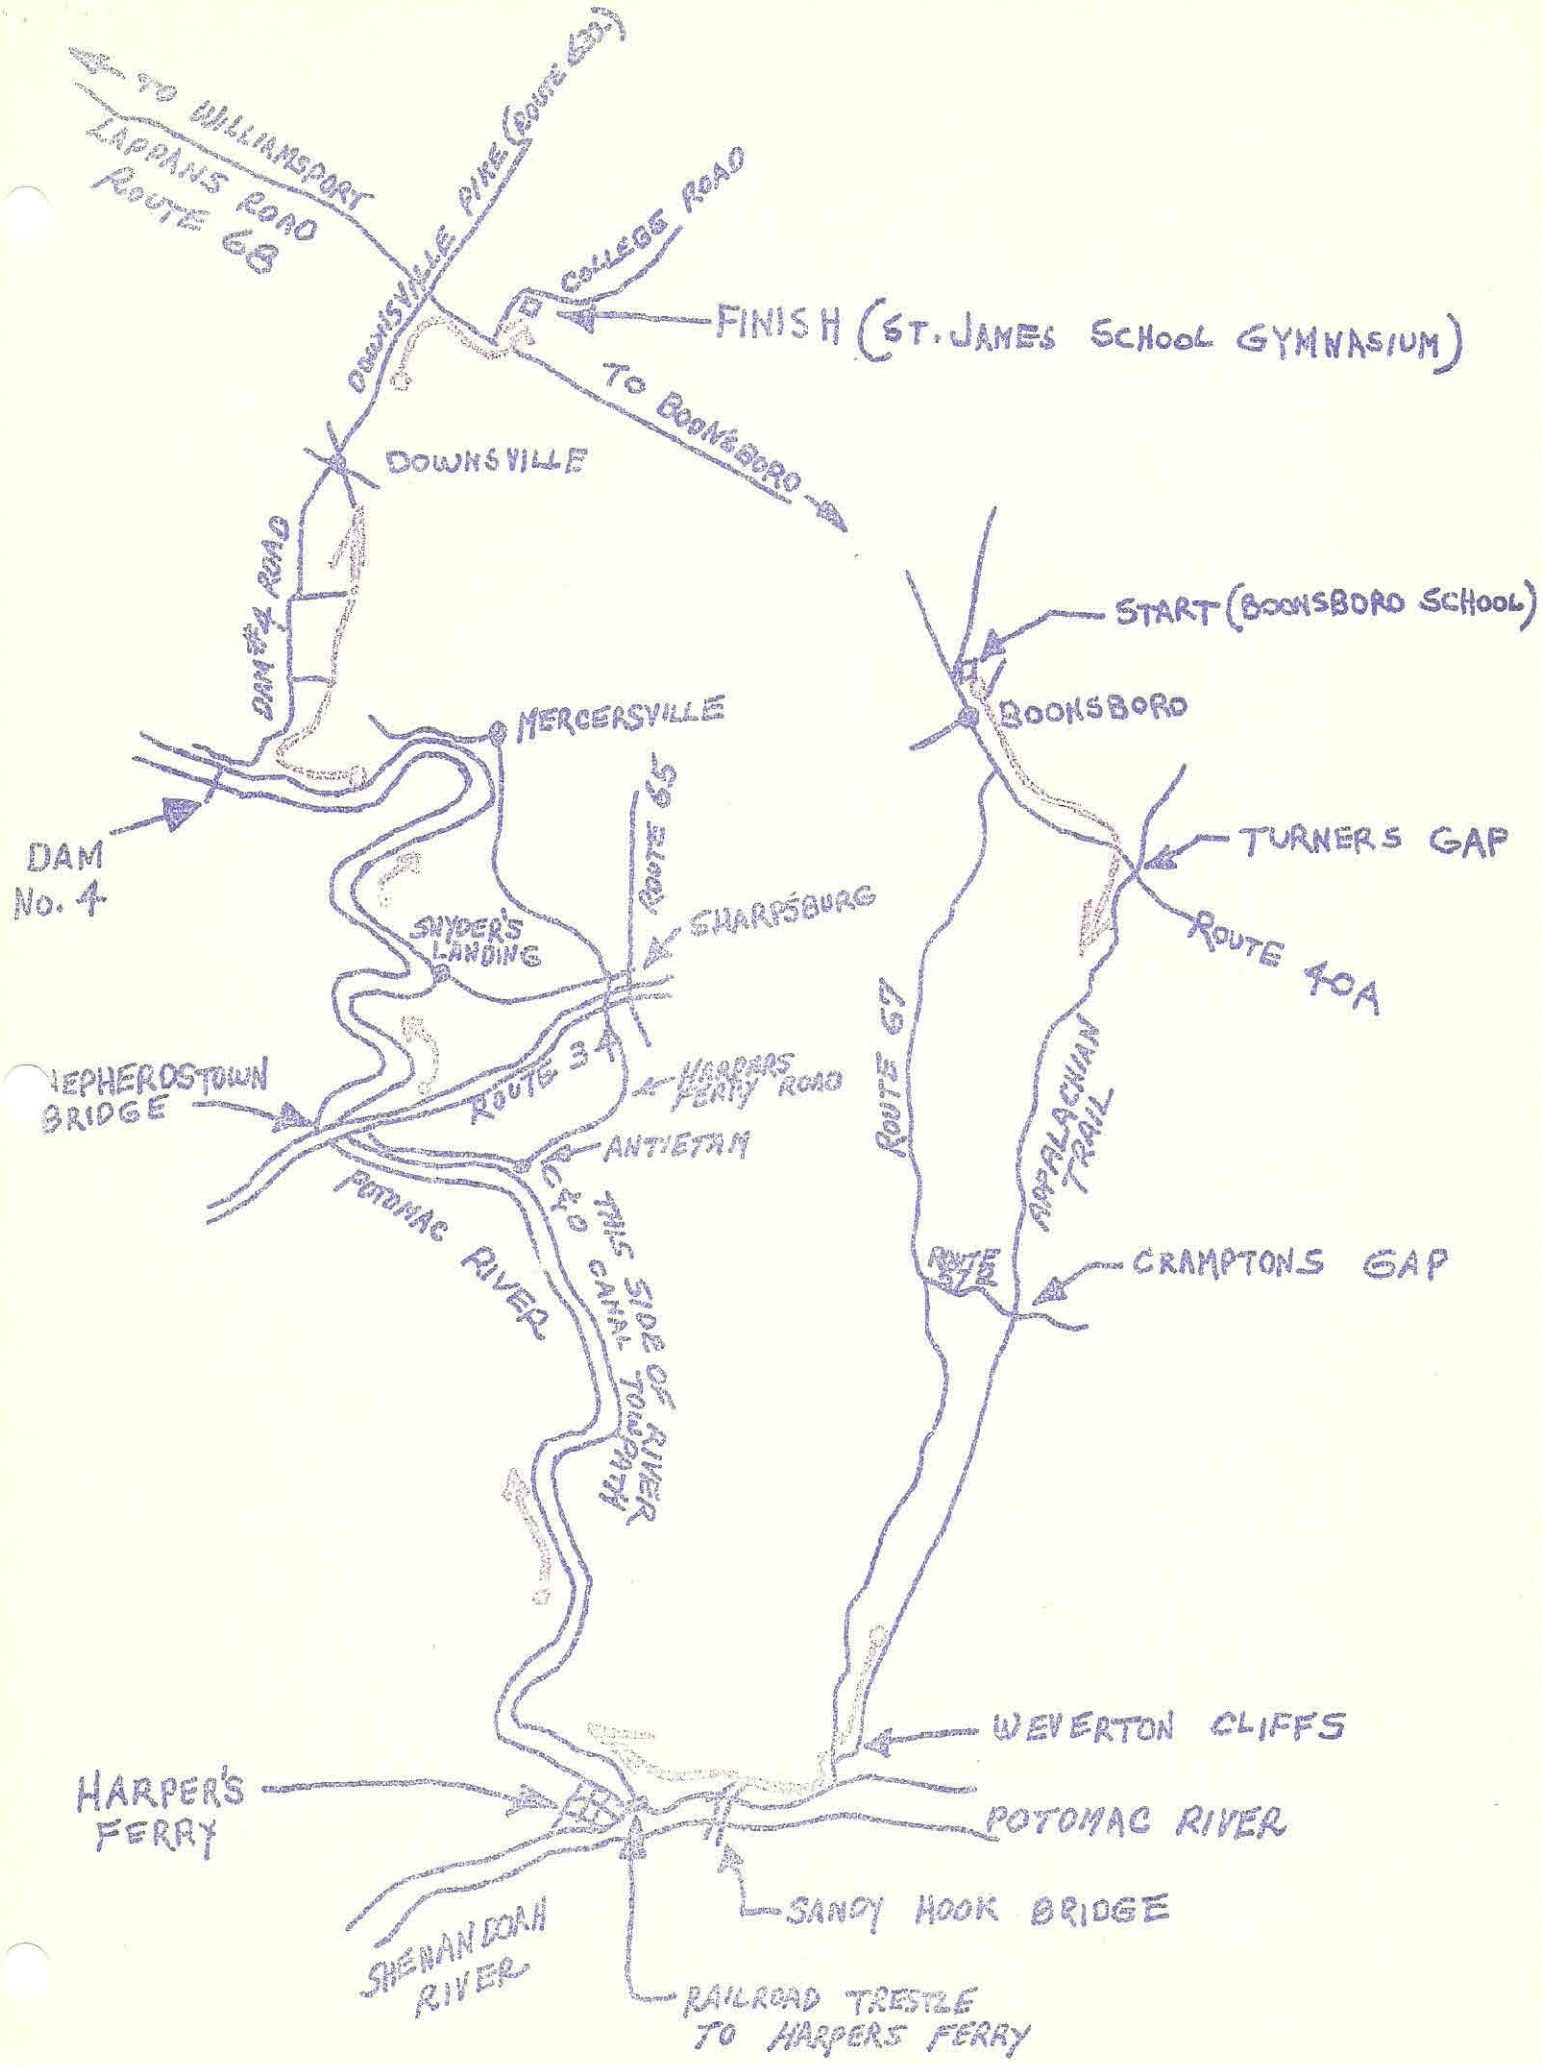 TO WILLIAMSPORT
LAPPANS ROAD
ROUTE 68
DOWNSVILLE PIKE (ROUTE
COLLEGE ROAD
FINISH (ST. JAMES SCHOOL GYMNASIUM)
TO BOONSBORO
DOWNSVILLE
DAM #4 ROAD
START (BOONSBORO SCHOOL)
BOONSBORO
MERCERSVILLE
ROUTE 65
DAM
No. 4
TURNERS GAP
SHARPSBURG
SNYDER'S
LANDING
ROUTE 40A
ROUTE 67
APPALACHIAN
TRAIL
HEPHERDSTOWN
BRIDGE
ROUTE 34
HARPERS
FERRY ROAD
ANTIETAM
POTOMAC RIVER
THIS SIDE OF RIVER
C&O CANAL TOWPATH
ROUTE
CRAMPTONS GAP
WEVERTON CLIFFS
HARPER'S
FERRY
POTOMAC RIVER
SANDY HOOK BRIDGE
SHENANDOAH
RIVER
RAILROAD TRESTLE
TO HARPERS FERRY